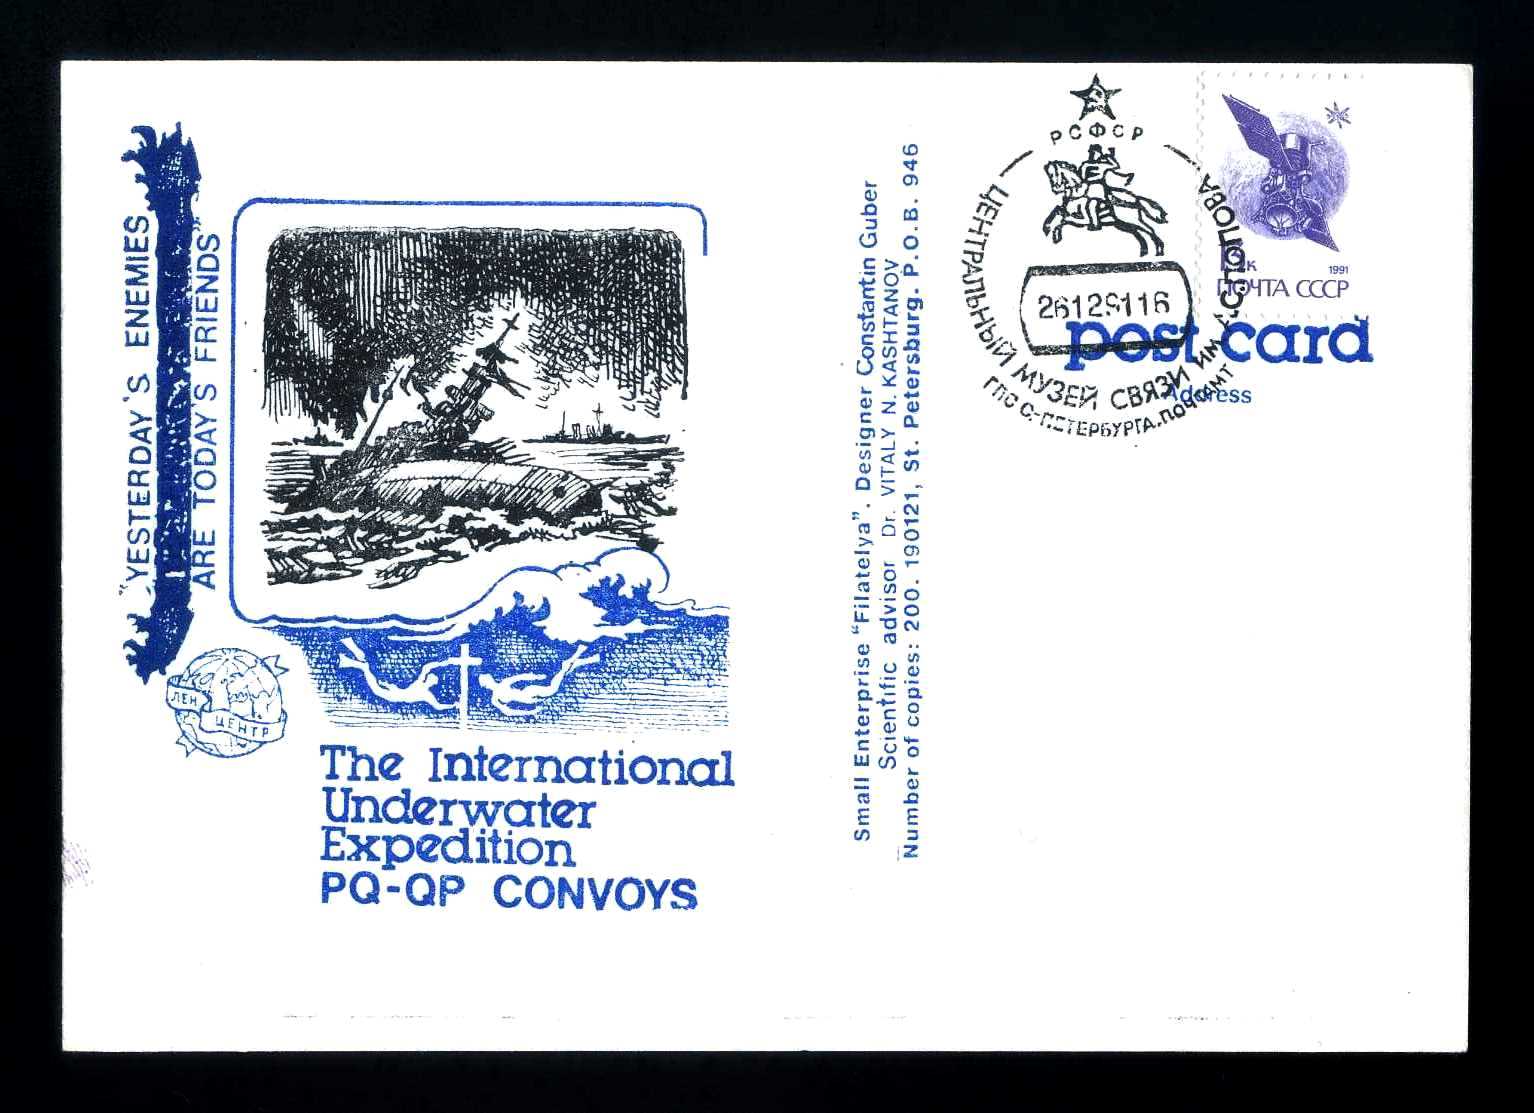 "YESTERDAY'S ENEMIES
ARE TODAY'S FRIENDS"
ЛЕН
ЦЕНТР
The International
Underwater
Expedition
PQ-QP CONVOYS
Small Enterprise "Filatelya". Designer Constantin Guber
Scientific advisor Dr. VITALY N. KASHTANOV
Number of copies: 200. 190121, St. Petersburg. P.O.B. 946
РСФСР
ЦЕНТРАЛЬНЫЙ МУЗЕЙ СВЯЗИ ИМ. А.С.ПОПОВА
26129116
ГПС С-ПЕТЕРБУРГА.ПОЧТАМТ
к
1991
ПОЧТА СССР
post card
Address